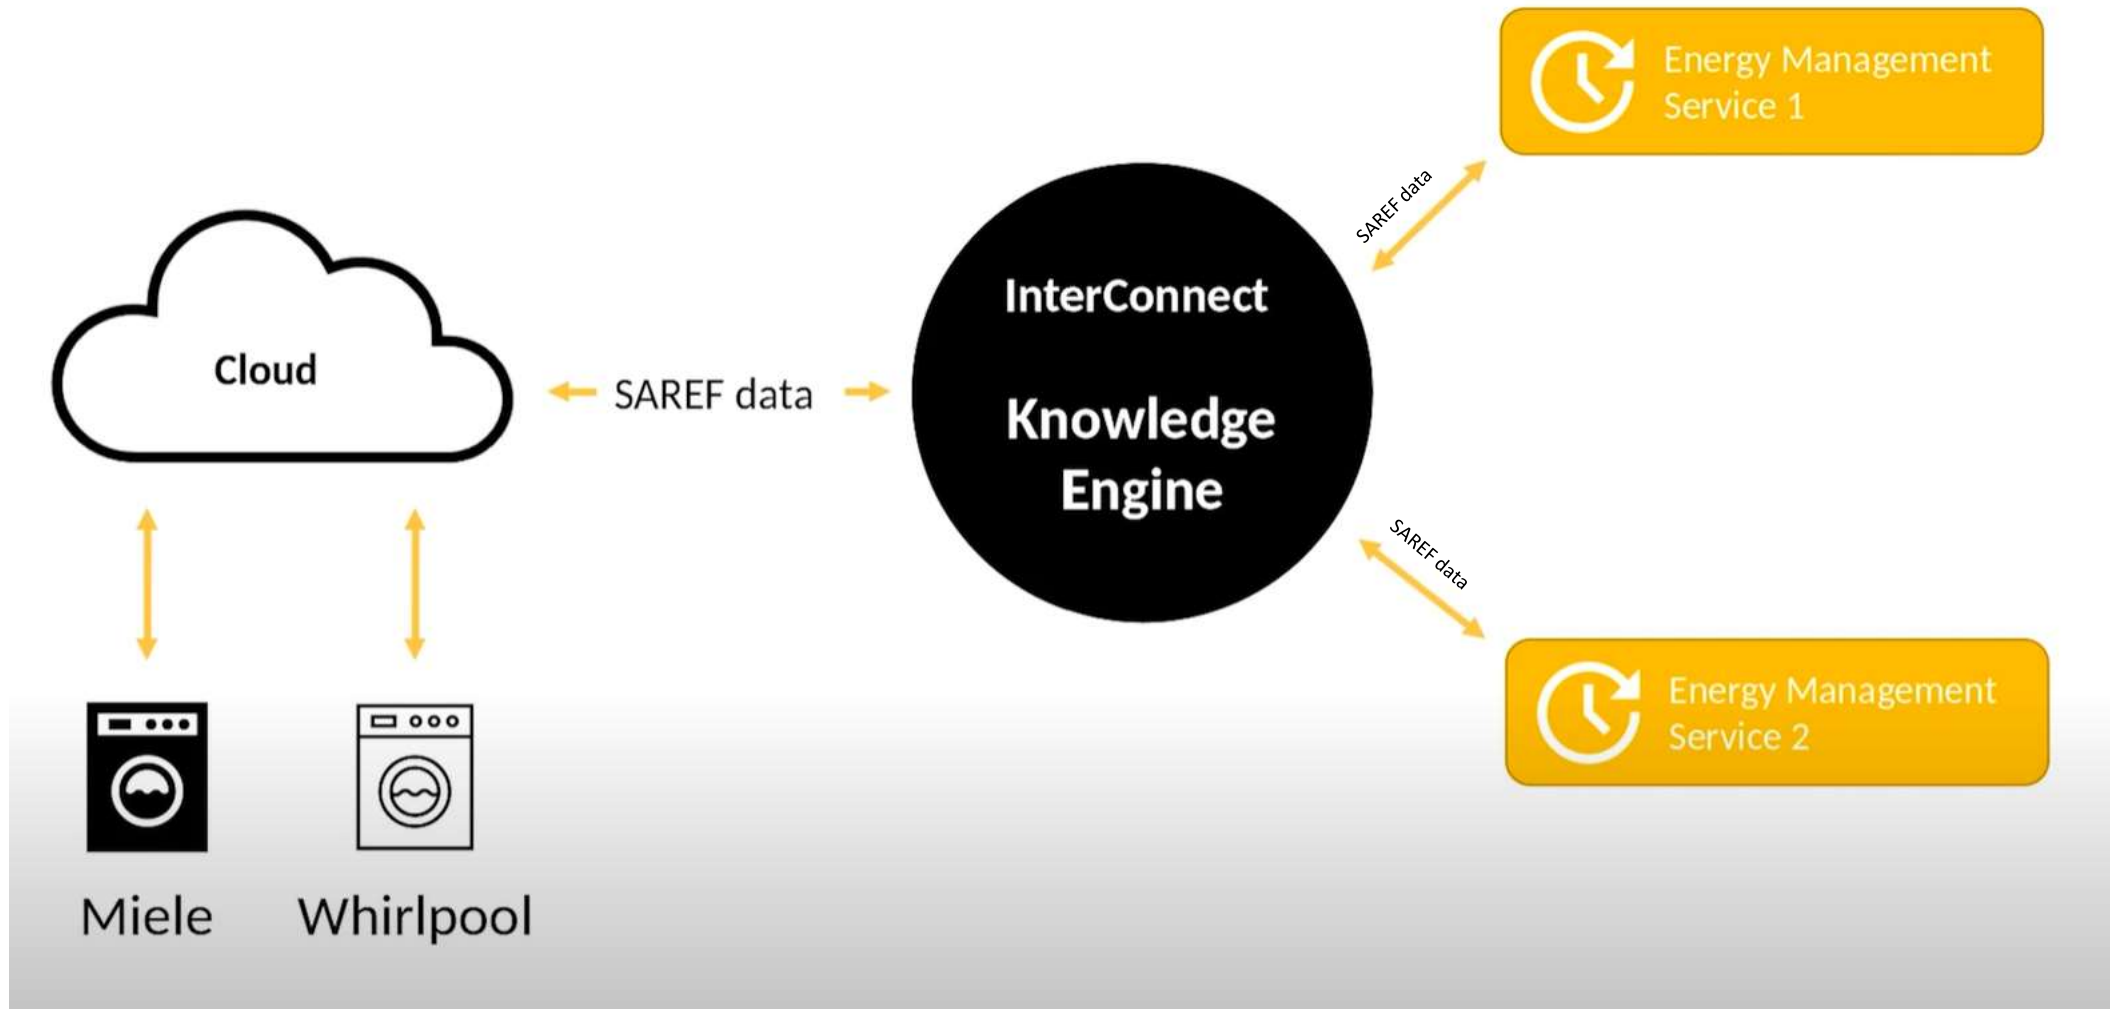 Energy Management
Service 1
SAREF data
InterConnect
Cloud
SAREF data
Knowledge
Engine
SAREF data
Energy Management
Service 2
Miele
Whirlpool